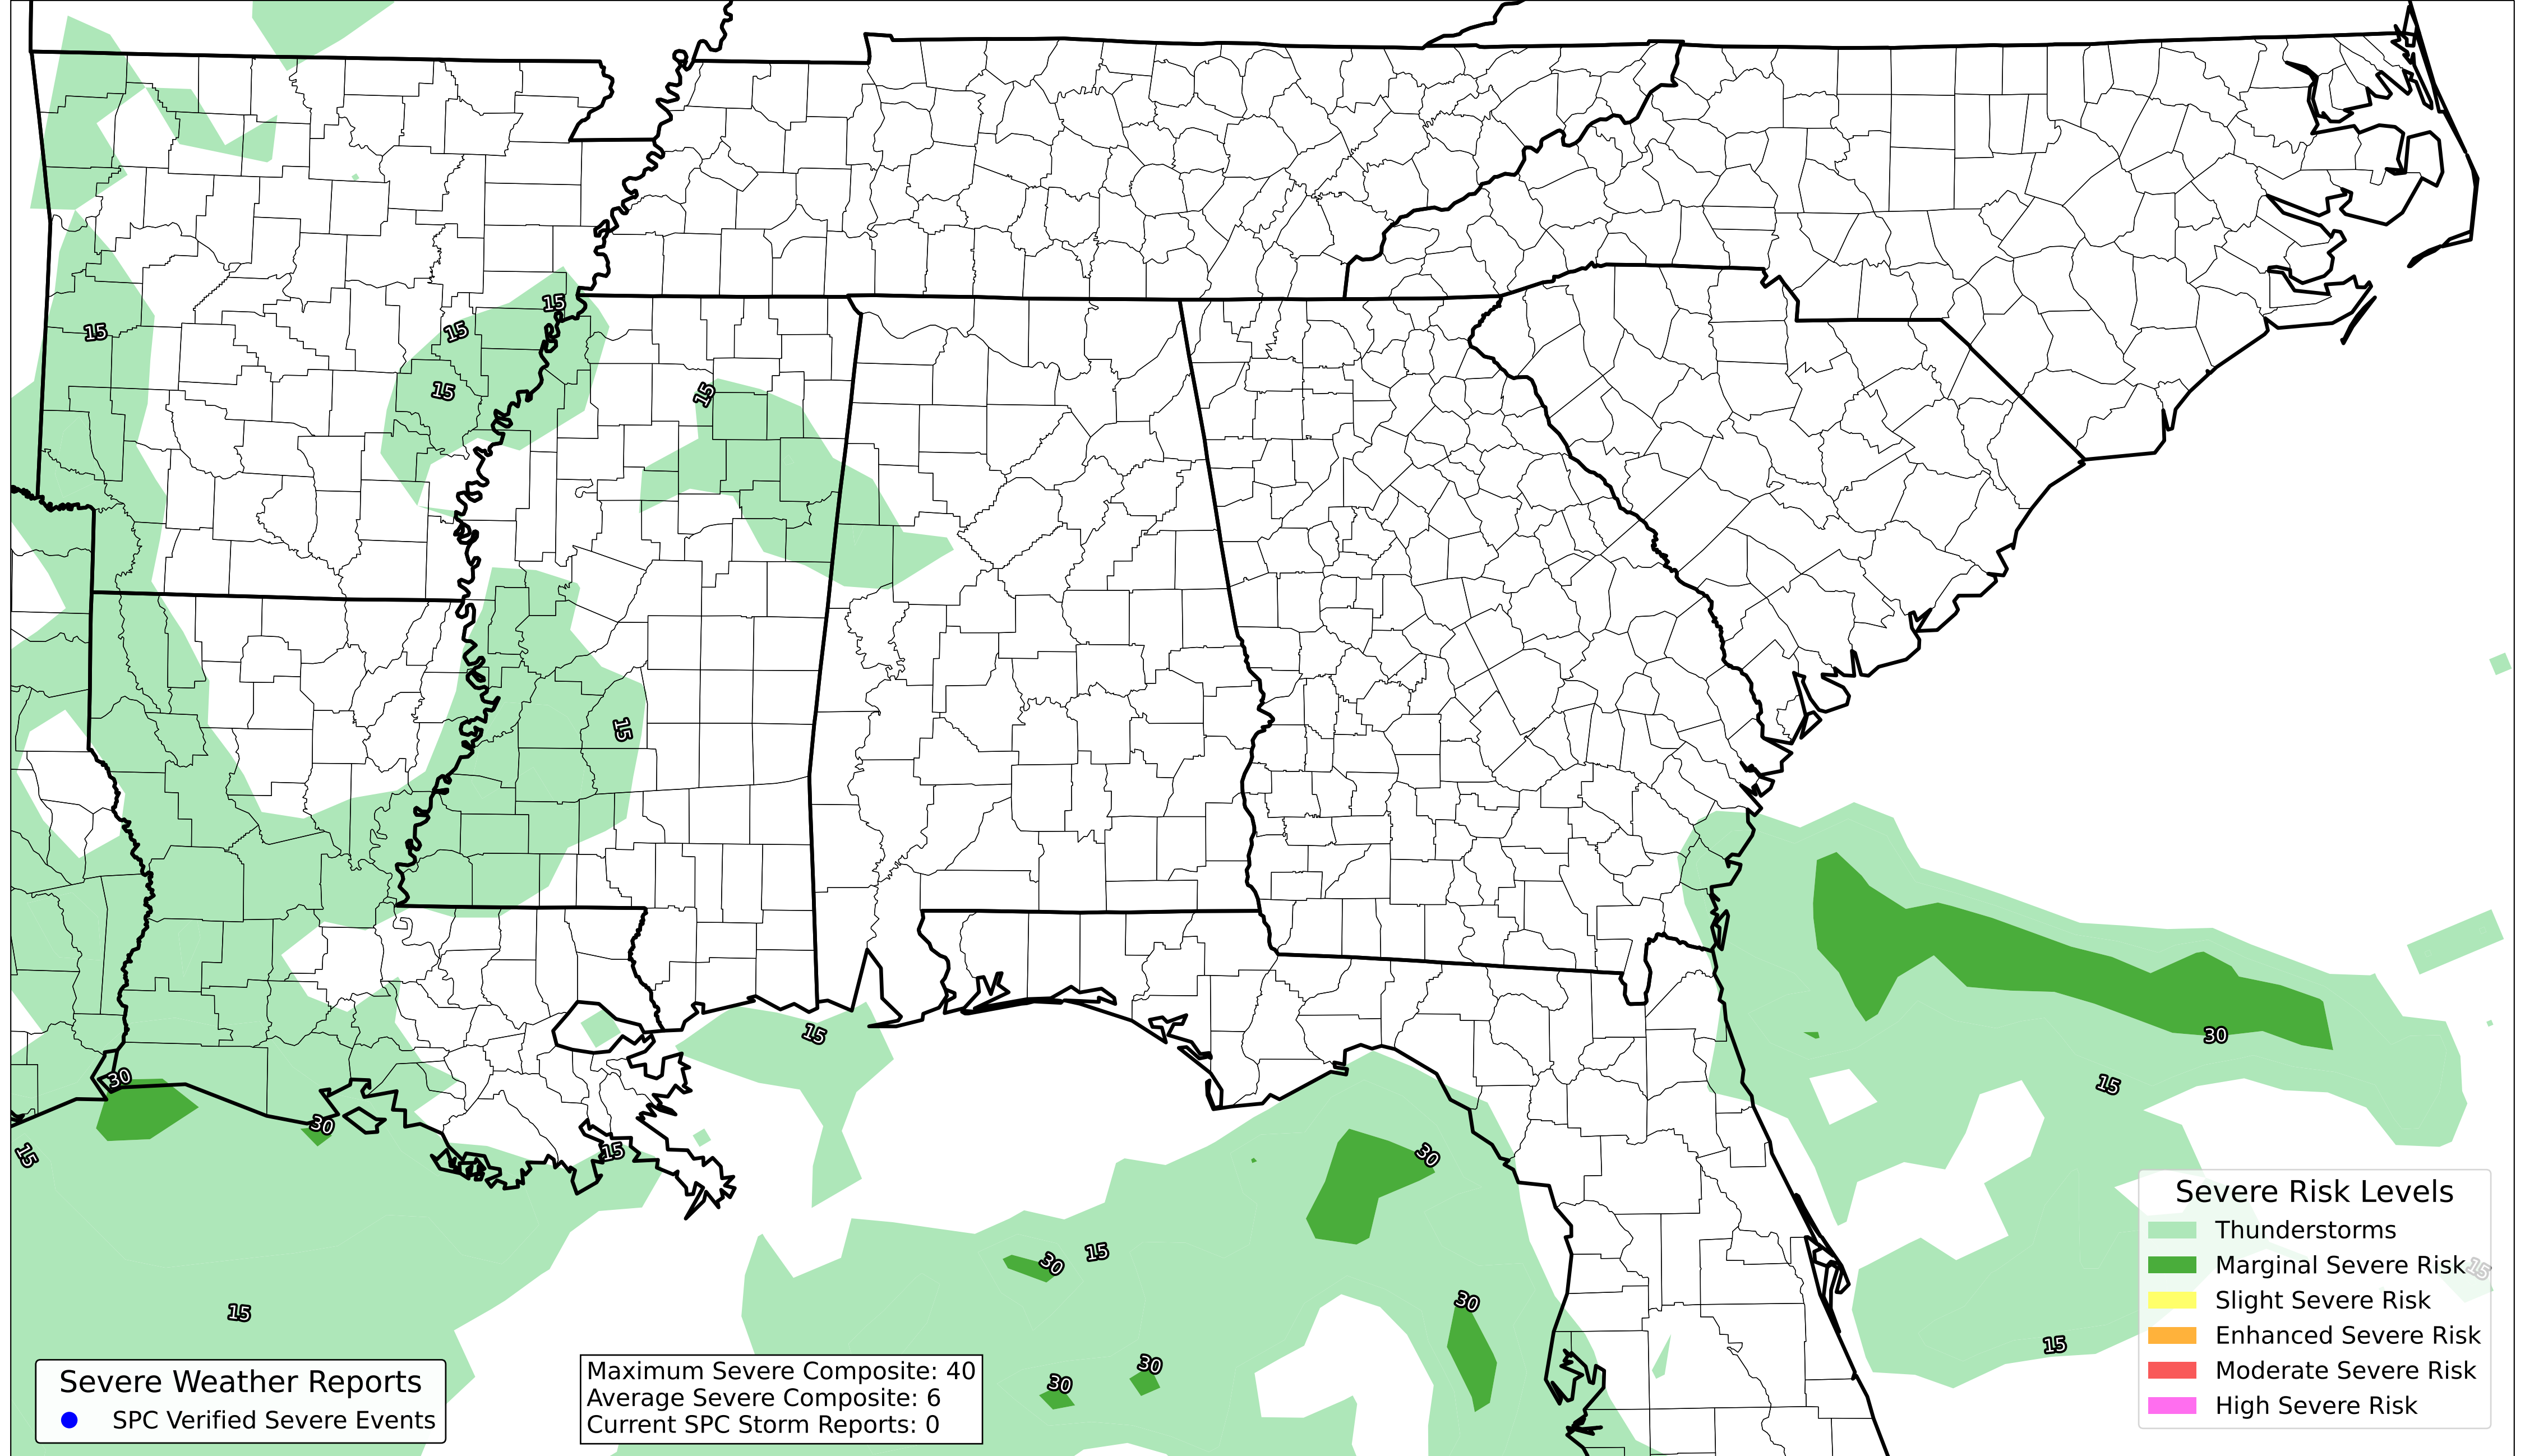 15
15
15
15
15
15
30
15
30
15
30
30
15
15
30
15
30
15
15
30
15
30
30
Severe Risk Levels
Thunderstorms
Marginal Severe Risk
Slight Severe Risk
Enhanced Severe Risk
Moderate Severe Risk
High Severe Risk
Severe Weather Reports
SPC Verified Severe Events
Maximum Severe Composite: 40
Average Severe Composite: 6
Current SPC Storm Reports: 0